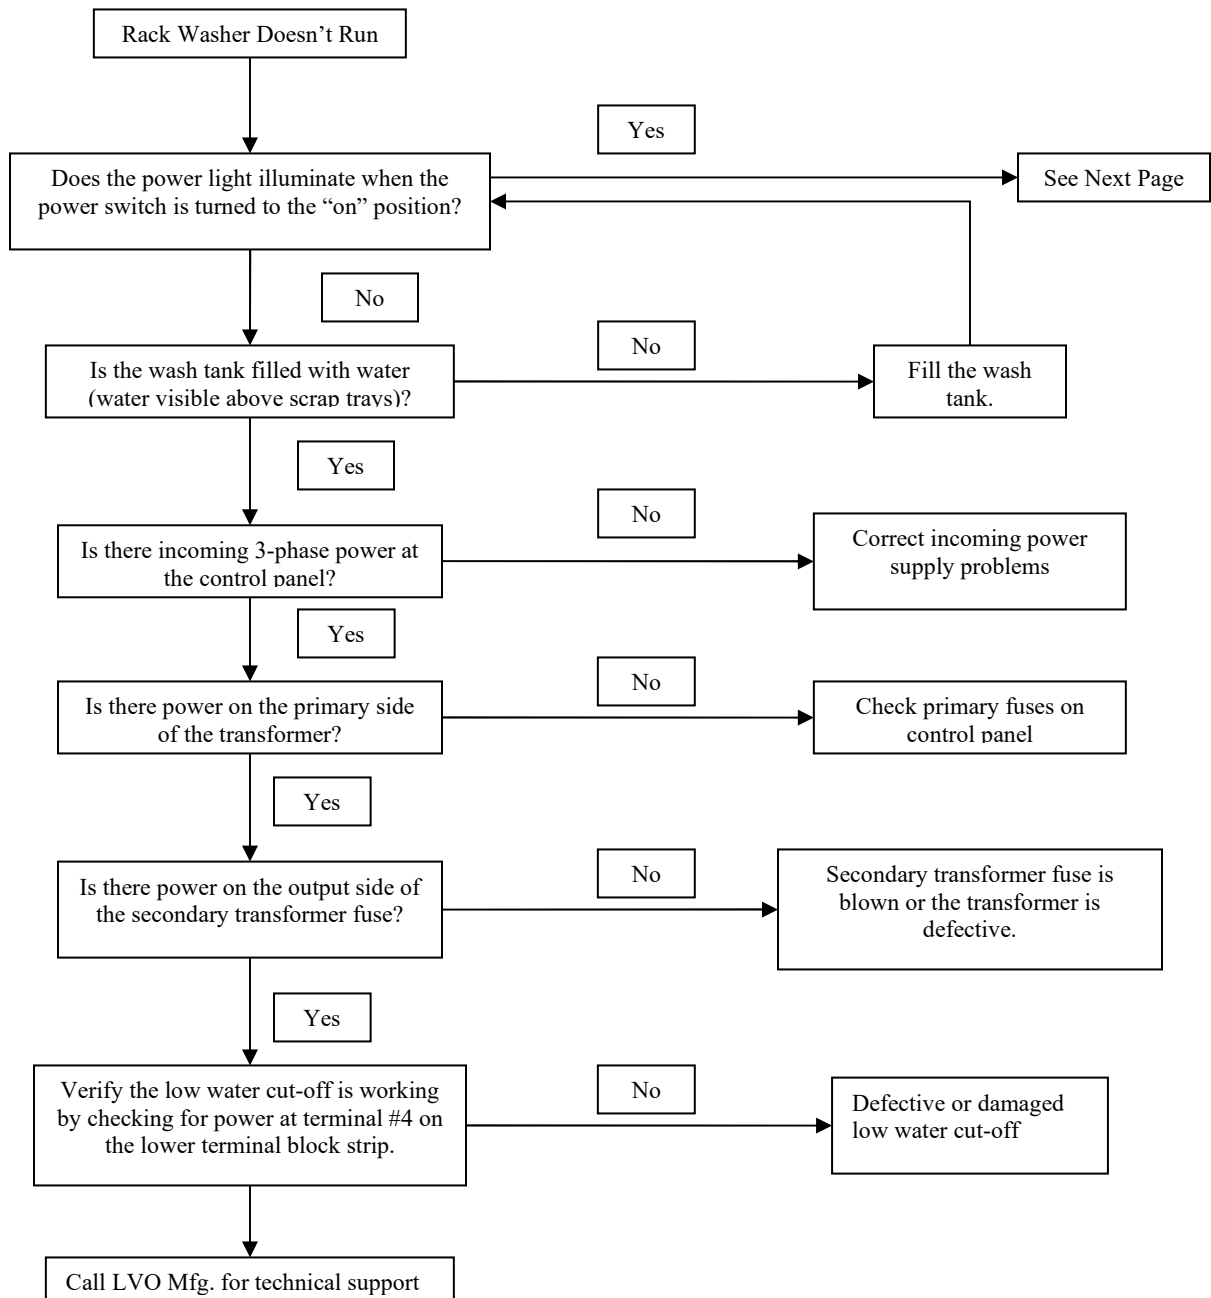 Rack Washer Doesn’t Run
Yes
Does the power light illuminate when the
power switch is turned to the “on” position?
See Next Page
No
No
Is the wash tank filled with water
(water visible above scrap trays)?
Fill the wash
tank.
Yes
No
Is there incoming 3-phase power at
the control panel?
Correct incoming power
supply problems
Yes
No
Is there power on the primary side
of the transformer?
Check primary fuses on
control panel
Yes
No
Is there power on the output side of
the secondary transformer fuse?
Secondary transformer fuse is
blown or the transformer is
defective.
Yes
No
Verify the low water cut-off is working
by checking for power at terminal #4 on
the lower terminal block strip.
Defective or damaged
low water cut-off
Call LVO Mfg. for technical support